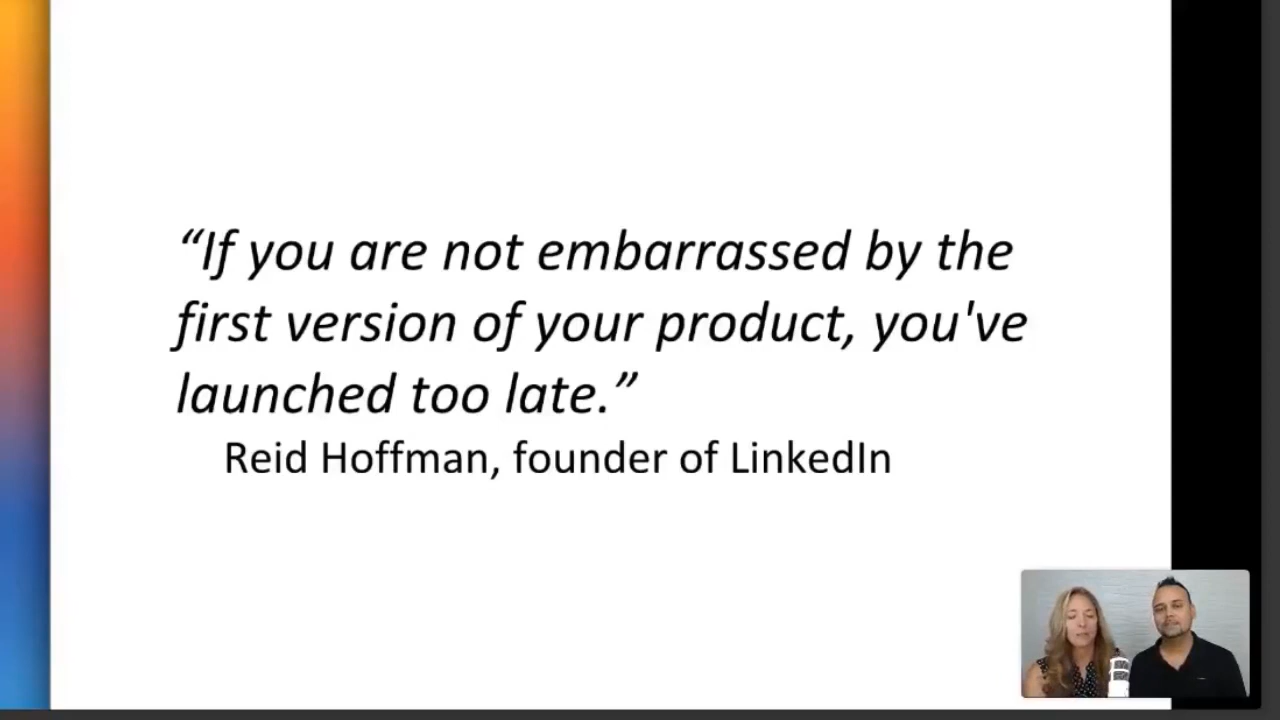 “If you are not embarrassed by the
first version of your product, you've
launched too late.”
Reid Hoffman, founder of LinkedIn